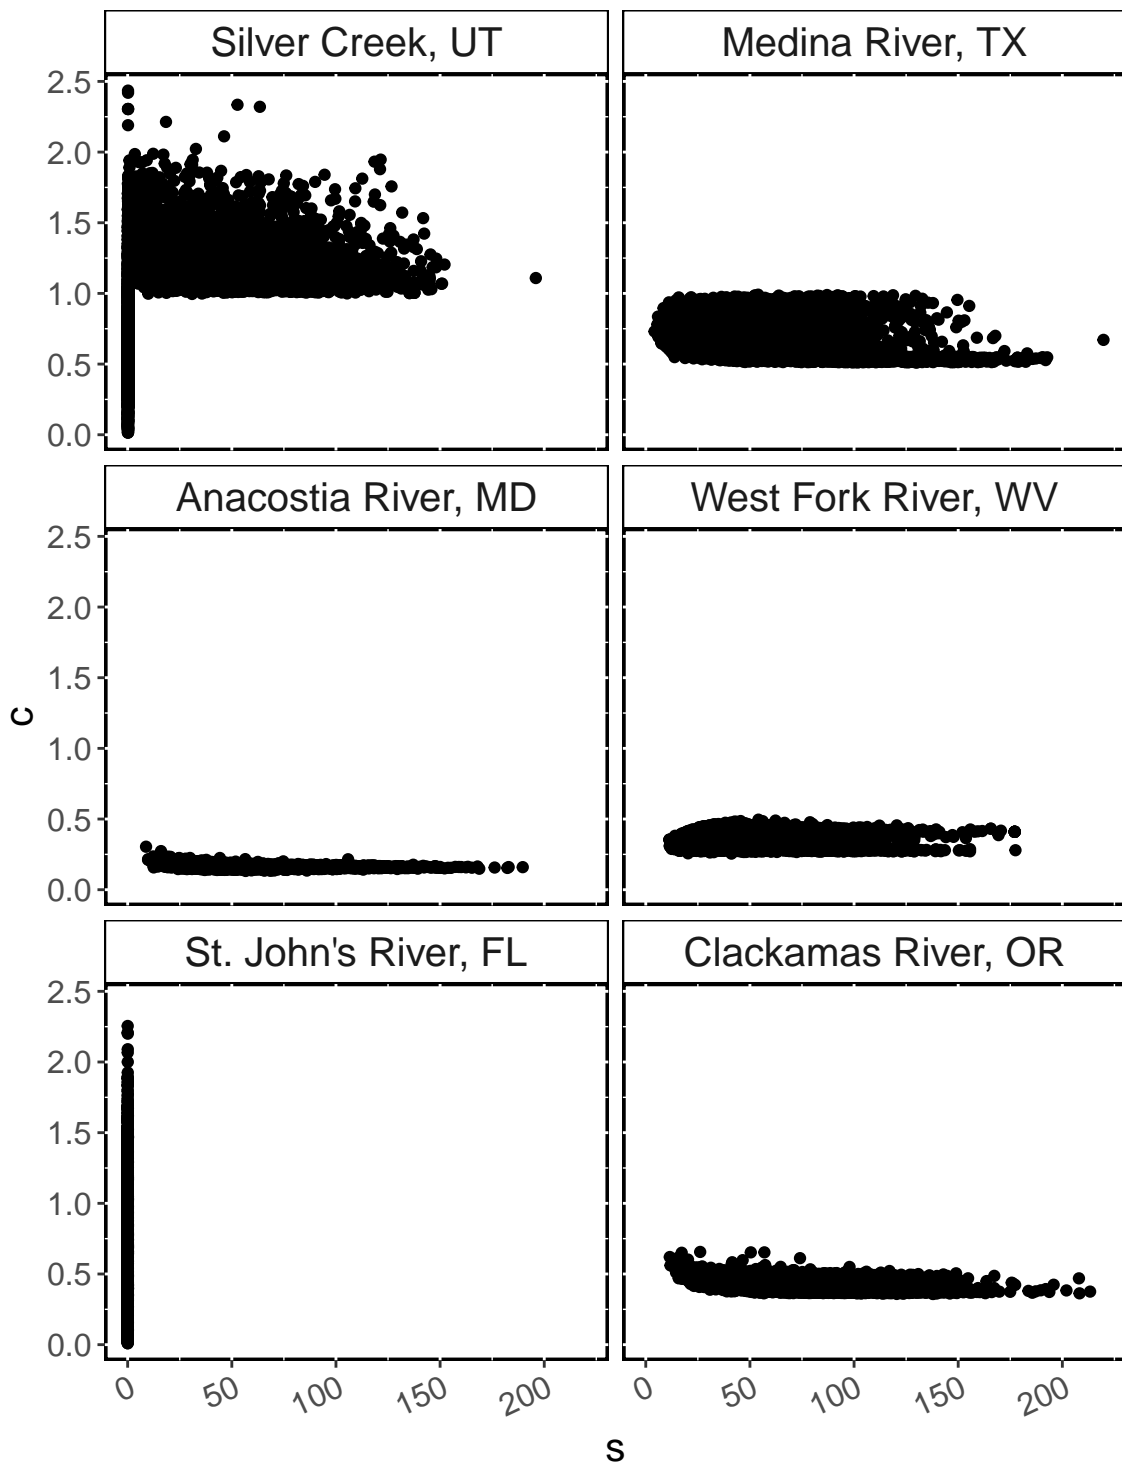 Silver Creek, UT
Medina River, TX
2.5
2.0
1.5
1.0
0.5
0.0
Anacostia River, MD
West Fork River, WV
2.5
2.0
1.5
1.0
0.5
0.0
c
St. John's River, FL
Clackamas River, OR
2.5
2.0
1.5
1.0
0.5
0.0
0 50 100 150 200
0 50 100 150 200
s